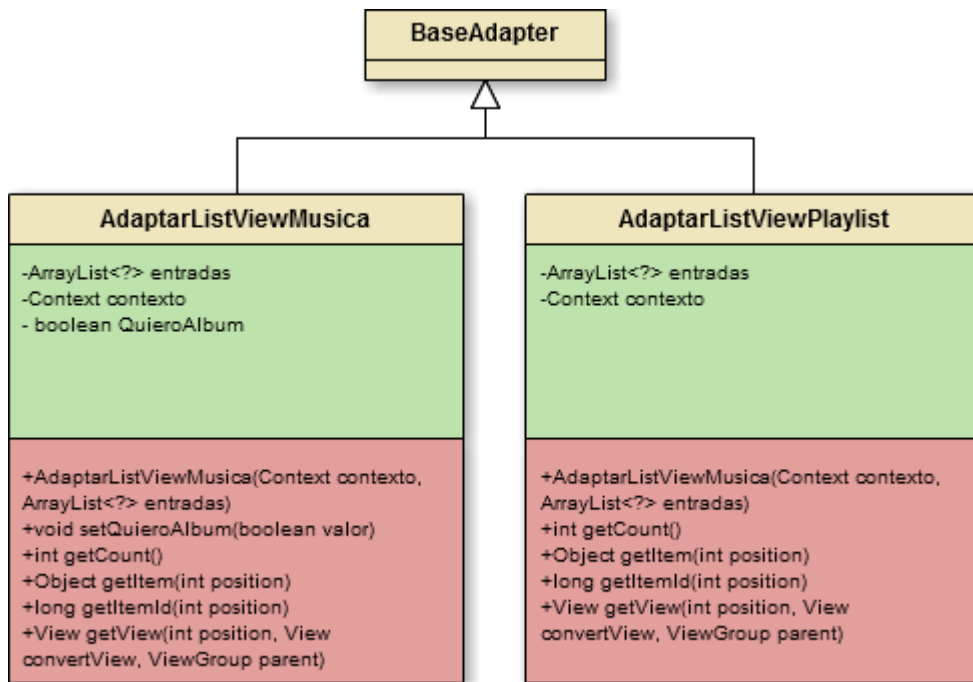 BaseAdapter
AdaptarListViewMusica
-ArrayList<?> entradas
-Context contexto
- boolean QuieroAlbum
+AdaptarListViewMusica(Context contexto,
ArrayList<?> entradas)
+void setQuieroAlbum(boolean valor)
+int getCount()
+Object getItem(int position)
+long getItemId(int position)
+View getView(int position, View
convertView, ViewGroup parent)
AdaptarListViewPlaylist
-ArrayList<?> entradas
-Context contexto
+AdaptarListViewMusica(Context contexto,
ArrayList<?> entradas)
+int getCount()
+Object getItem(int position)
+long getItemId(int position)
+View getView(int position, View
convertView, ViewGroup parent)